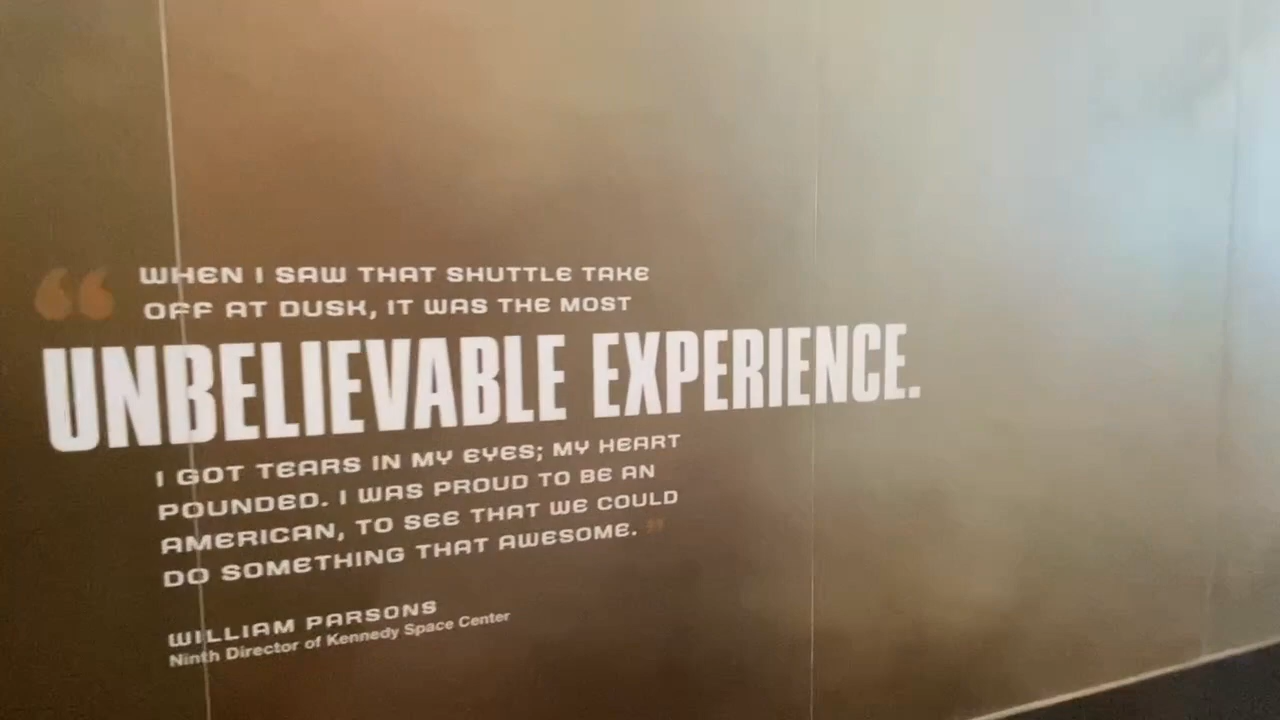 “ WHEN I SAW THAT SHUTTLE TAKE
OFF AT DUSK, IT WAS THE MOST
UNBELIEVABLE EXPERIENCE.
I GOT TEARS IN MY EYES; MY HEART
POUNDED. I WAS PROUD TO BE AN
AMERICAN, TO SEE THAT WE COULD
DO SOMETHING THAT AWESOME. ”
WILLIAM PARSONS
Ninth Director of Kennedy Space Center